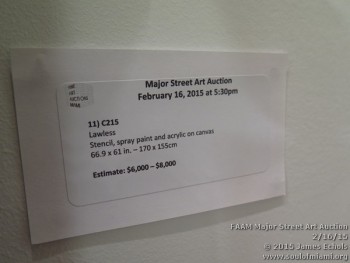 Major Street Art Auction
February 16, 2015 at 5:30pm
11) C215
Lawless
Stencil, spray paint and acrylic on canvas
66.9 x 61 in. – 170 x 155cm
Estimate: $6,000 – $8,000
FAAM Major Street Art Auction
2/16/15
© 2015 James Echols
www.soulofmiami.org